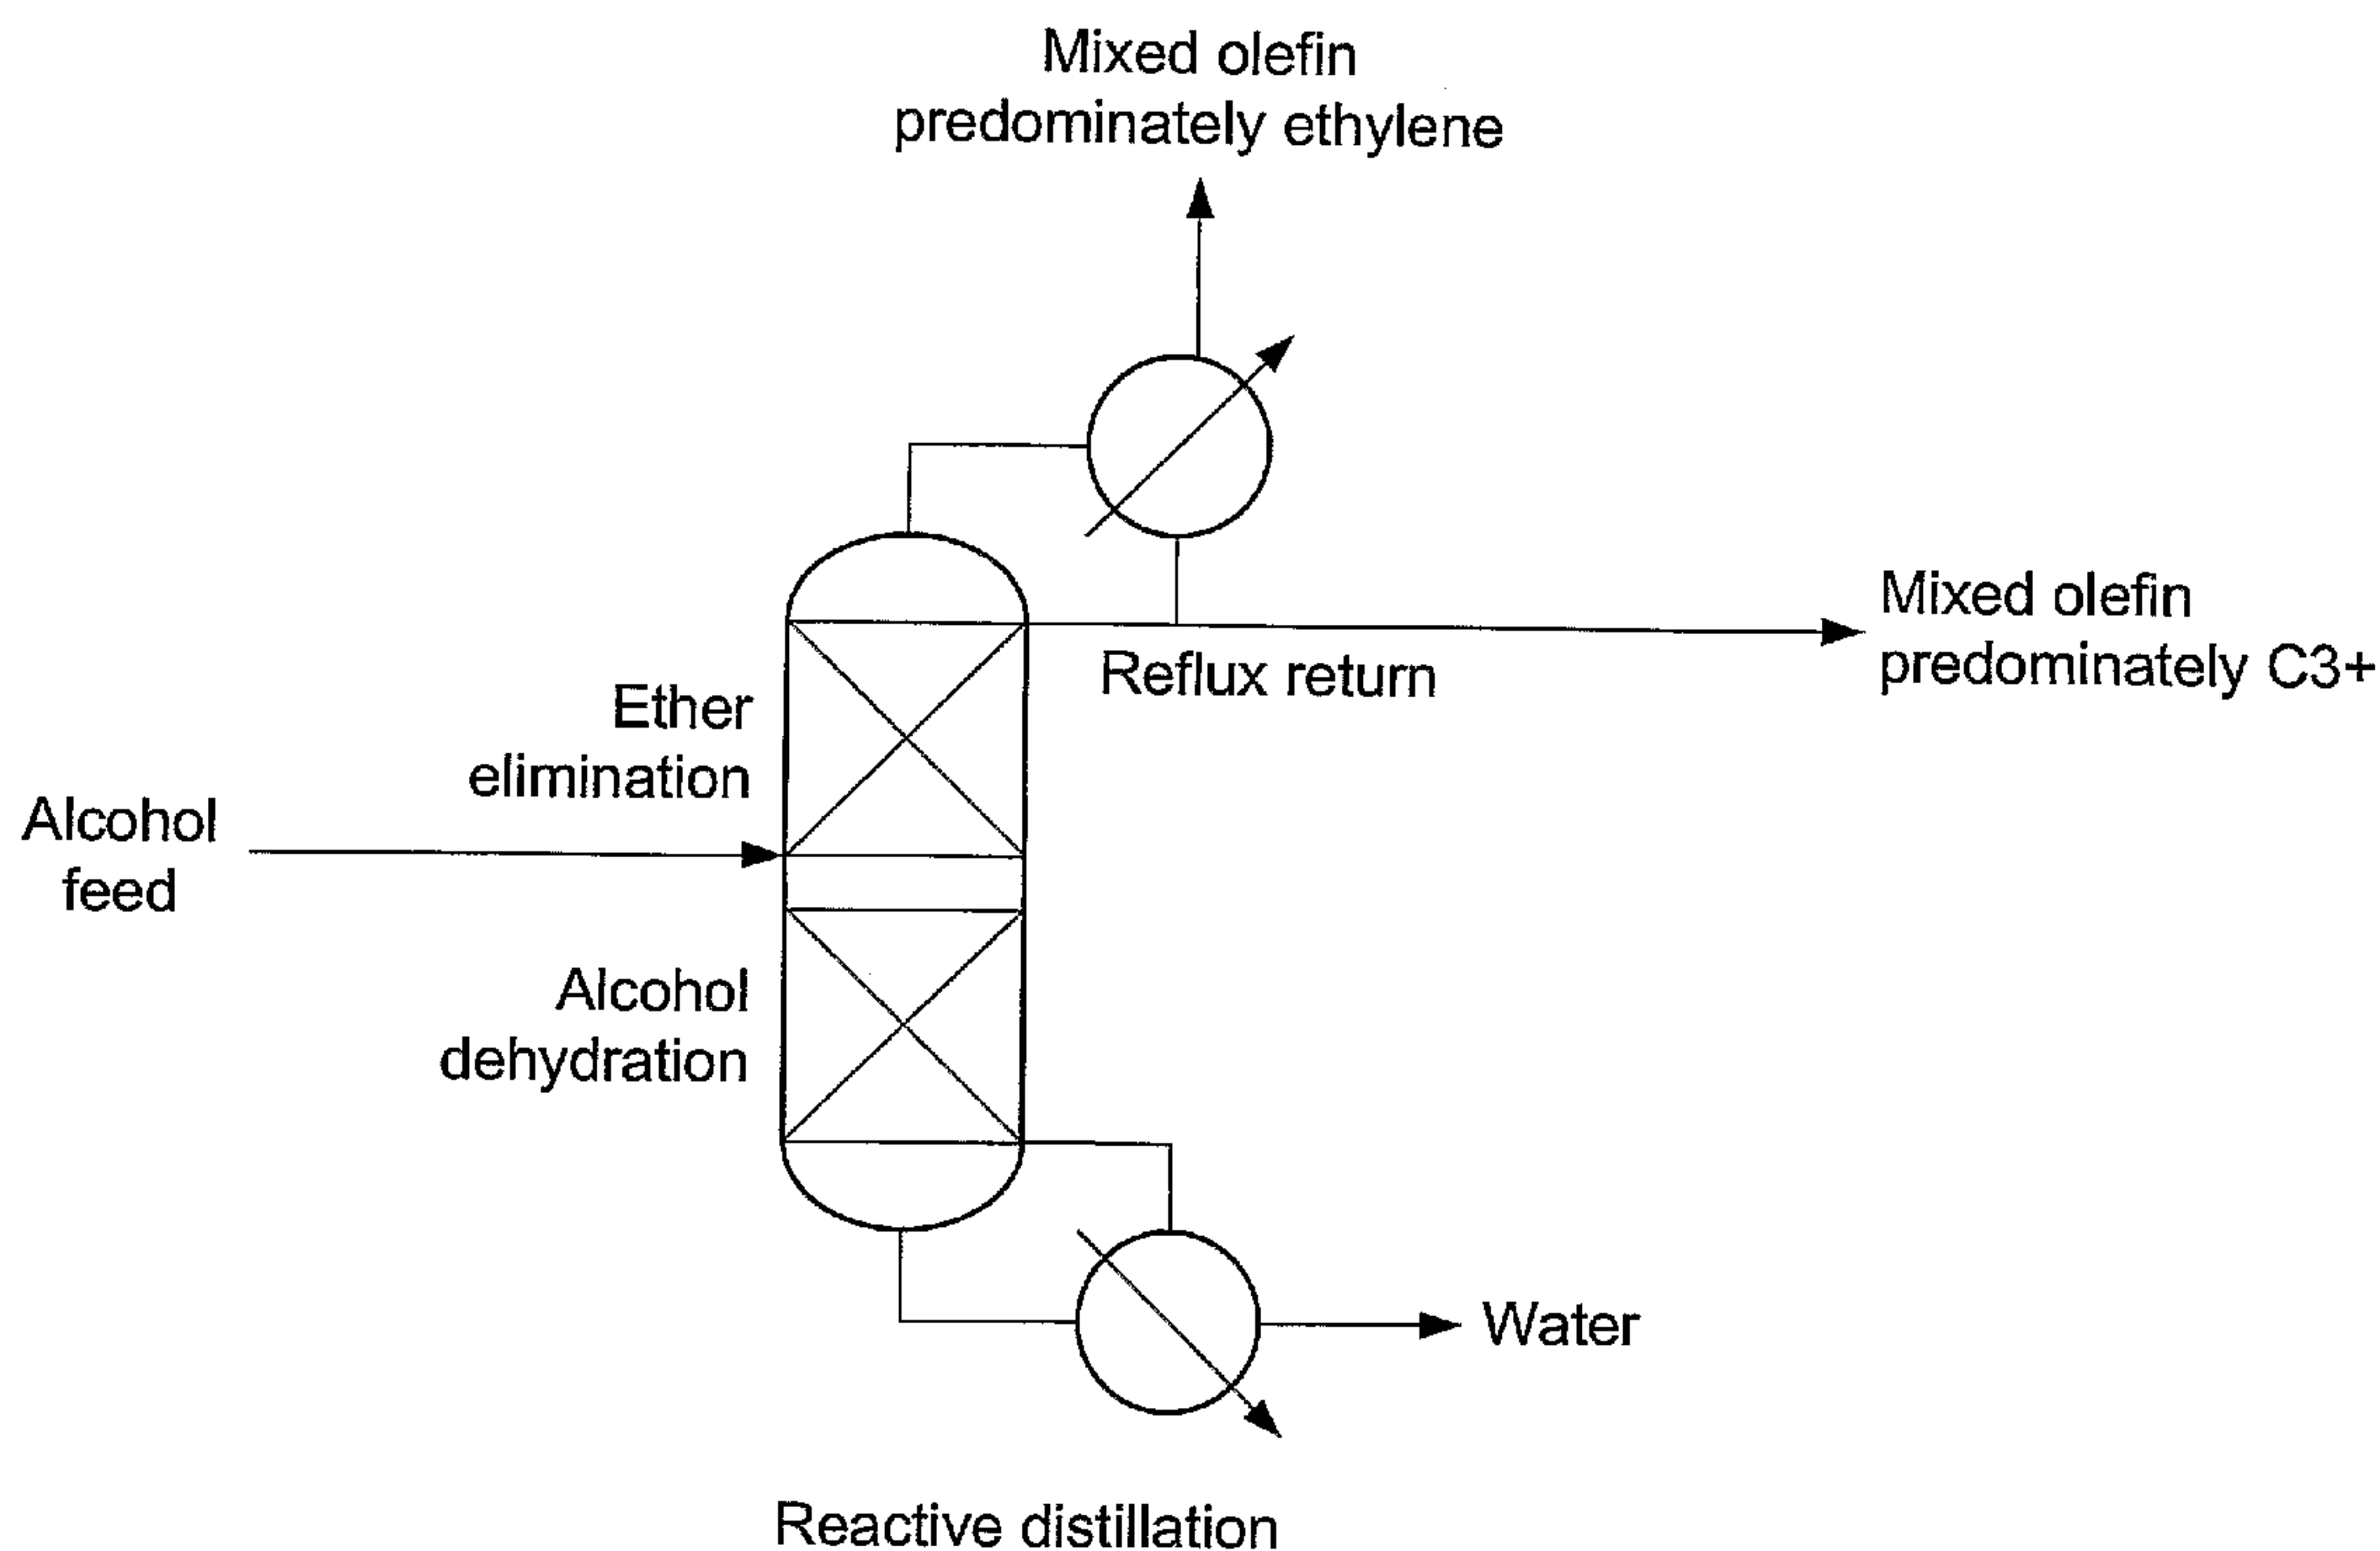 Mixed olefin
predominately ethylene
Mixed olefin
predominately C3+
Reflux return
Ether
elimination
Alcohol
feed
Alcohol
dehydration
Water
Reactive distillation